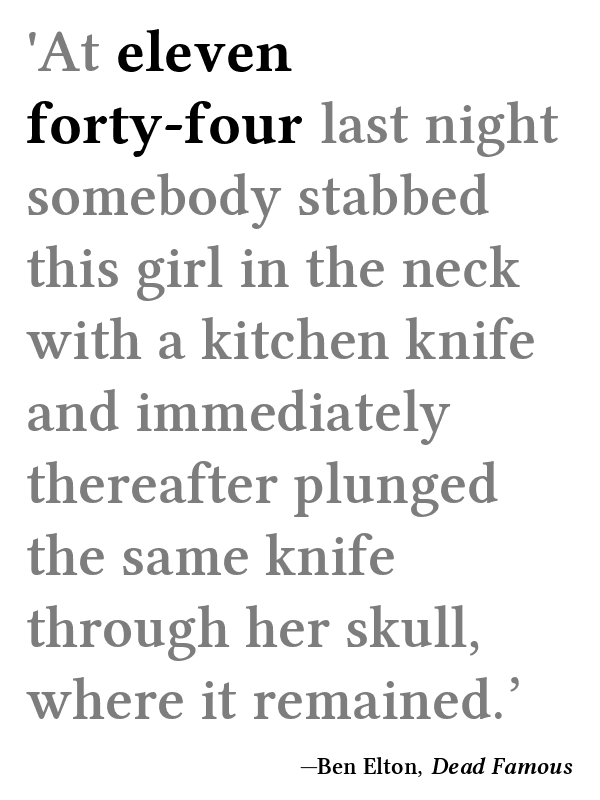 'At eleven
forty-four last night
somebody stabbed
this girl in the neck
with a kitchen knife
and immediately
thereafter plunged
the same knife
through her skull,
where it remained.’
—Ben Elton, Dead Famous